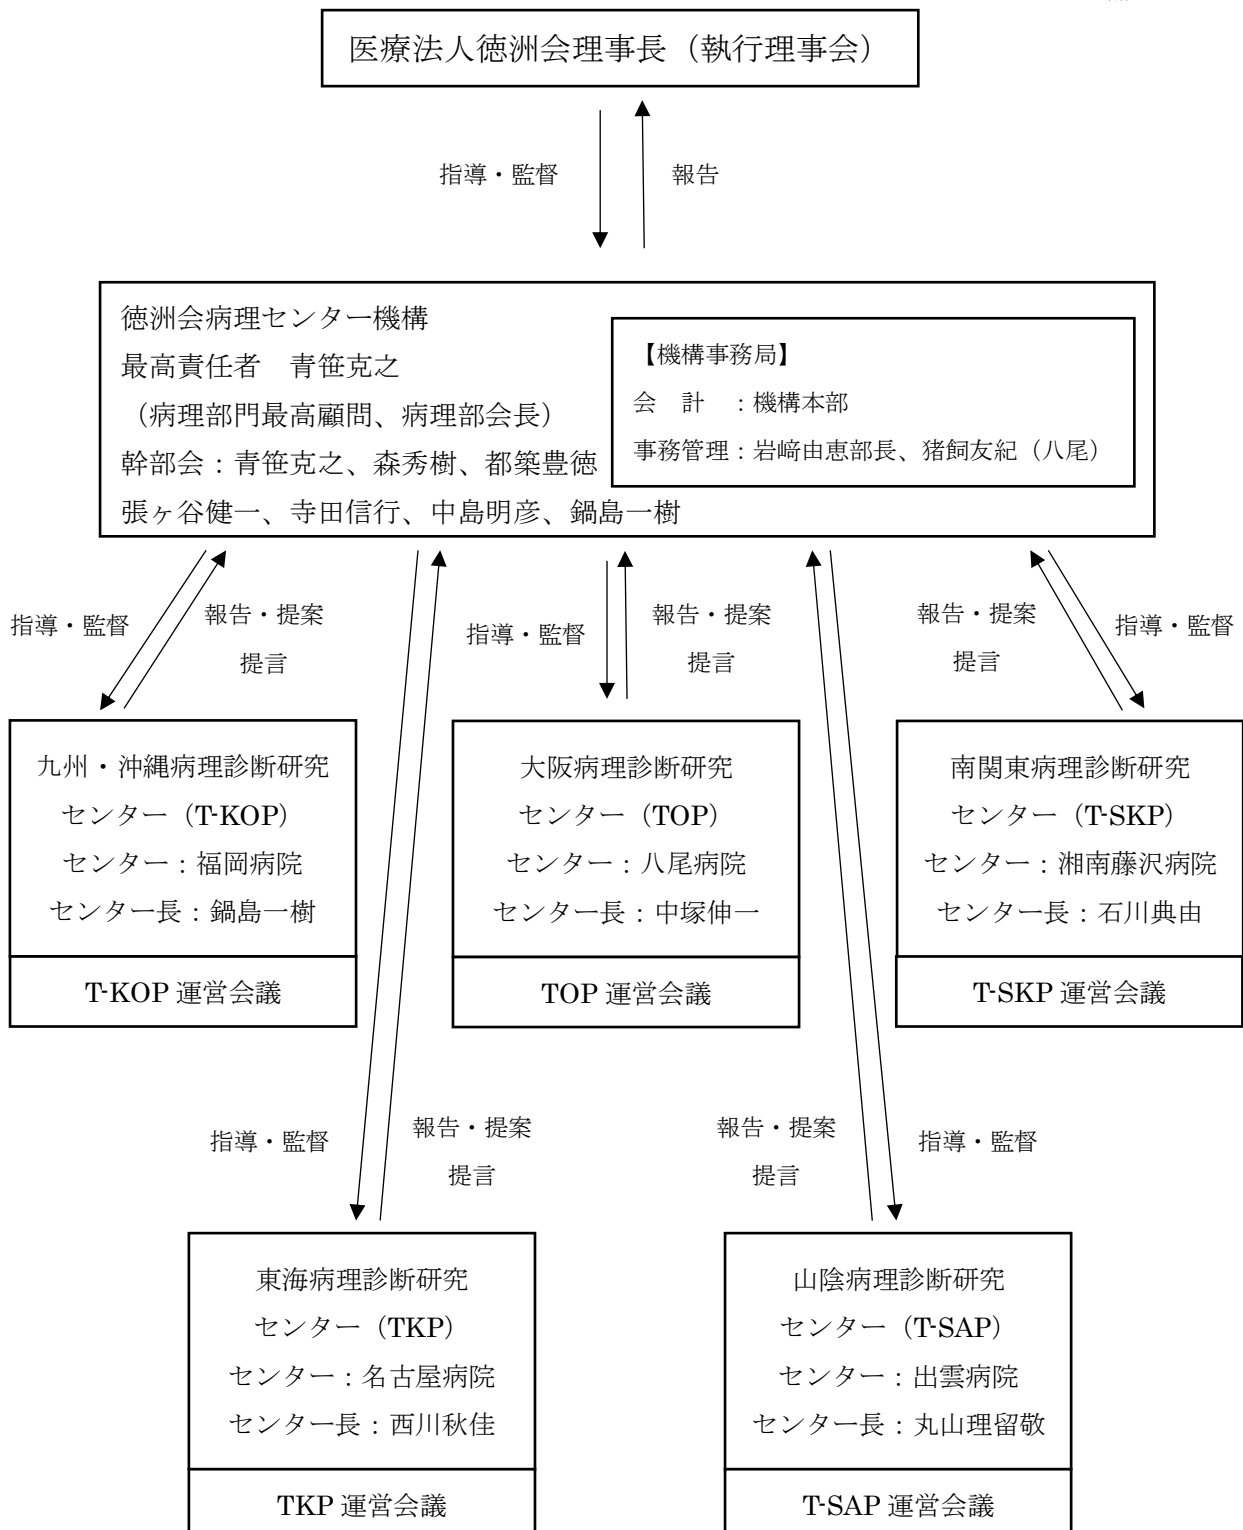 医療法人徳洲会理事長（執行理事会）
指導・監督
報告
徳洲会病理センター機構
最高責任者　青笹克之
（病理部門最高顧問、病理部会長）
幹部会：青笹克之、森秀樹、都築豊徳
張ヶ谷健一、寺田信行、中島明彦、鍋島一樹
【機構事務局】
会　計　：機構本部
事務管理：岩﨑由恵部長、猪飼友紀（八尾）
指導・監督
報告・提案
提言
指導・監督
報告・提案
提言
報告・提案
提言
指導・監督
九州・沖縄病理診断研究
センター（T-KOP）
センター：福岡病院
センター長：鍋島一樹
T-KOP 運営会議
大阪病理診断研究
センター（TOP）
センター：八尾病院
センター長：中塚伸一
TOP 運営会議
南関東病理診断研究
センター（T-SKP）
センター：湘南藤沢病院
センター長：石川典由
T-SKP 運営会議
指導・監督
報告・提案
提言
報告・提案
提言
指導・監督
東海病理診断研究
センター（TKP）
センター：名古屋病院
センター長：西川秋佳
TKP 運営会議
山陰病理診断研究
センター（T-SAP）
センター：出雲病院
センター長：丸山理留敬
T-SAP 運営会議